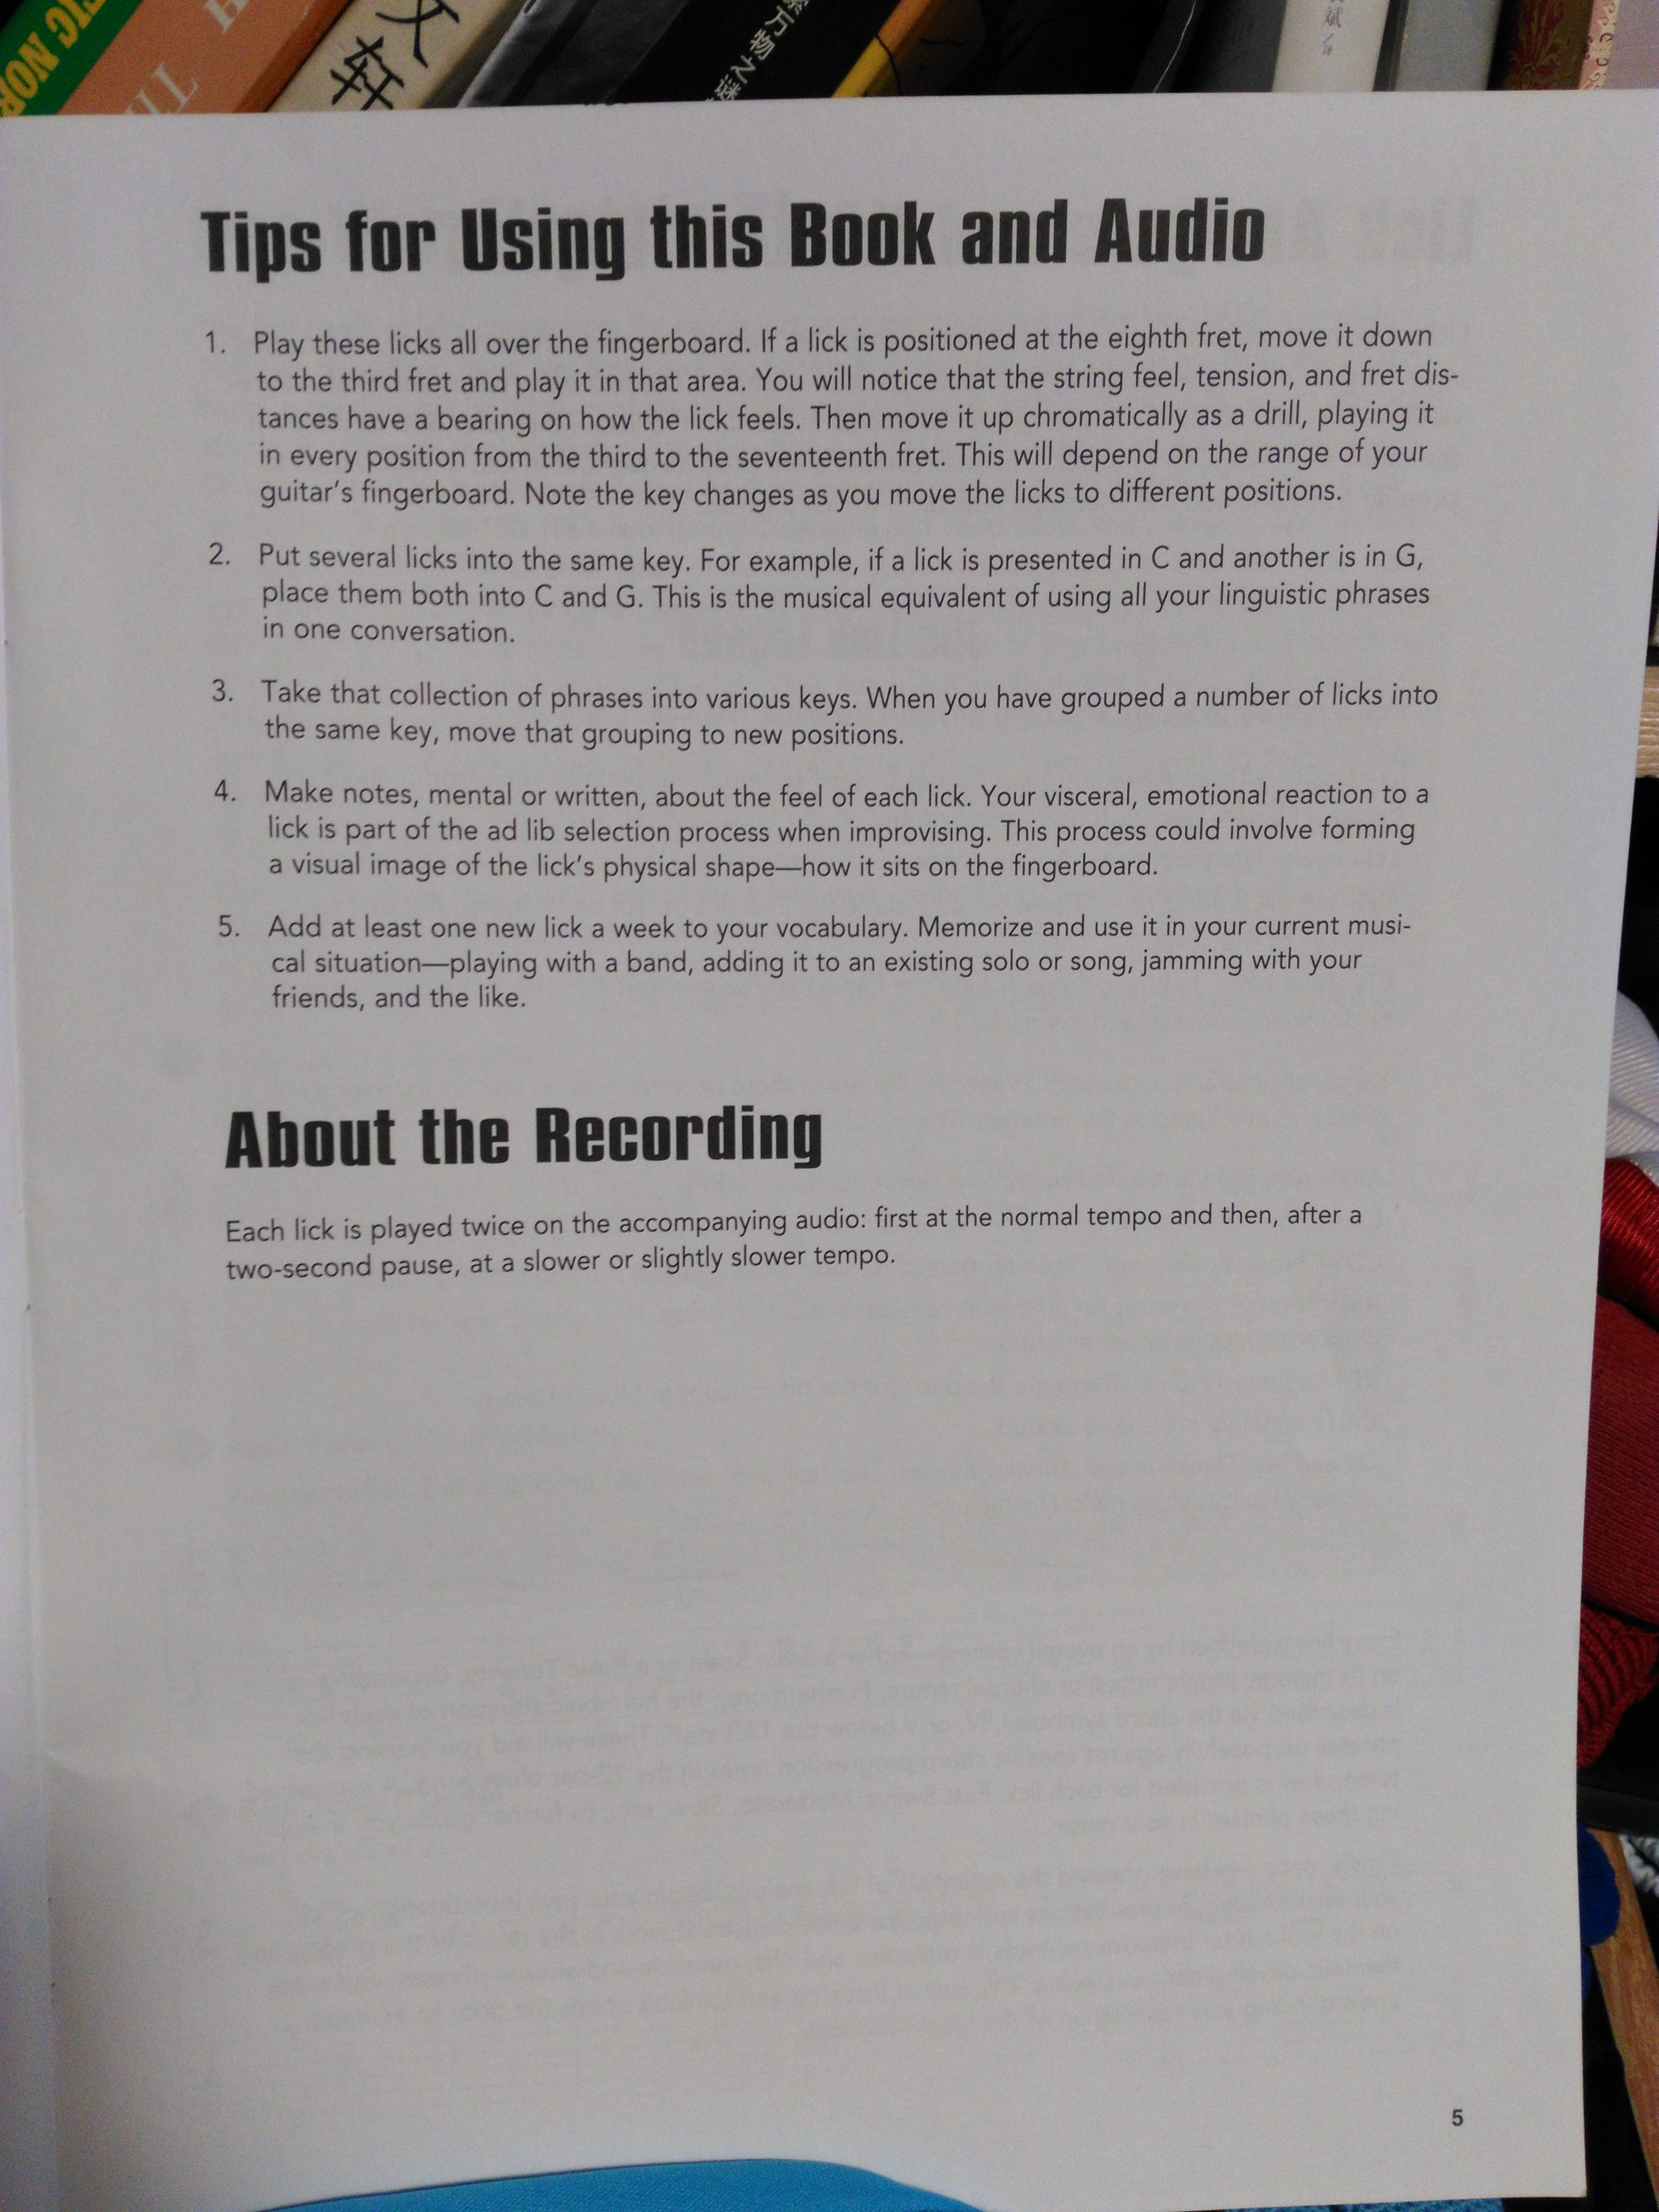 文
轩
Tips for Using this Book and Audio
1. Play these licks all over the fingerboard. If a lick is positioned at the eighth fret, move it down
to the third fret and play it in that area. You will notice that the string feel, tension, and fret dis-
tances have a bearing on how the lick feels. Then move it up chromatically as a drill, playing it
in every position from the third to the seventeenth fret. This will depend on the range of your
guitar's fingerboard. Note the key changes as you move the licks to different positions.
2. Put several licks into the same key. For example, if a lick is presented in C and another is in G,
place them both into C and G. This is the musical equivalent of using all your linguistic phrases
in one conversation.
3. Take that collection of phrases into various keys. When you have grouped a number of licks into
the same key, move that grouping to new positions.
4. Make notes, mental or written, about the feel of each lick. Your visceral, emotional reaction to a
lick is part of the ad lib selection process when improvising. This process could involve forming
a visual image of the lick's physical shape—how it sits on the fingerboard.
5. Add at least one new lick a week to your vocabulary. Memorize and use it in your current musi-
cal situation—playing with a band, adding it to an existing solo or song, jamming with your
friends, and the like.
About the Recording
Each lick is played twice on the accompanying audio: first at the normal tempo and then, after a
two-second pause, at a slower or slightly slower tempo.
5